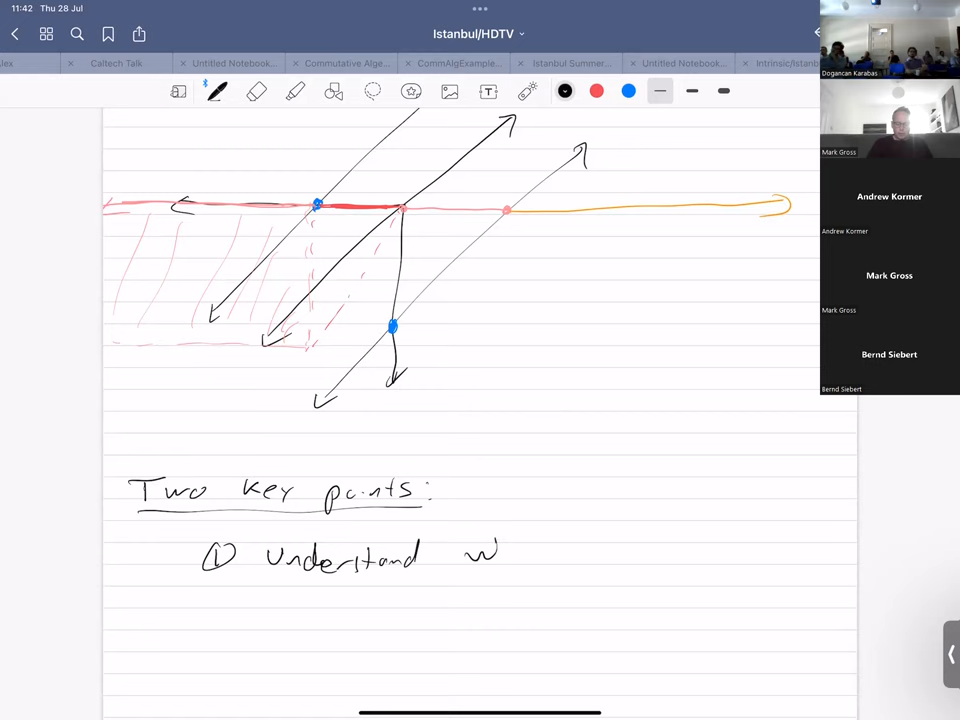 11:42 Thu 28 Jul
Istanbul/HDTV
Caltech Talk
Untitled Notebook...
Commutative Alge...
CommAlgExample...
Istanbul Summer...
Untitled Notebook...
Intrinsic/Istanb
Dogancan Karabas
Mark Gross
Andrew Kormer
Andrew Kormer
Mark Gross
Mark Gross
Bernd Siebert
Bernd Siebert
Two key points:
① Understand w